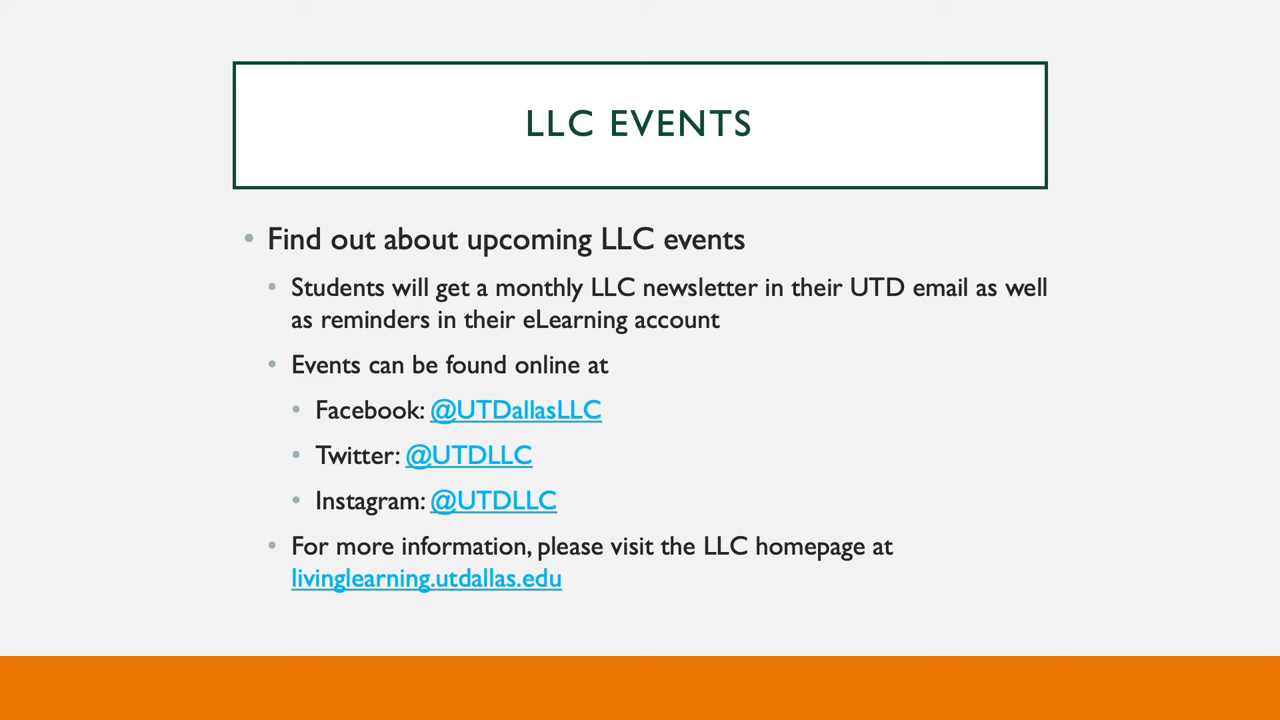 LLC EVENTS
• Find out about upcoming LLC events
• Students will get a monthly LLC newsletter in their UTD email as well
as reminders in their eLearning account
• Events can be found online at
• Facebook: @UTDallasLLC
• Twitter: @UTDLLC
• Instagram: @UTDLLC
• For more information, please visit the LLC homepage at
livinglearning.utdallas.edu